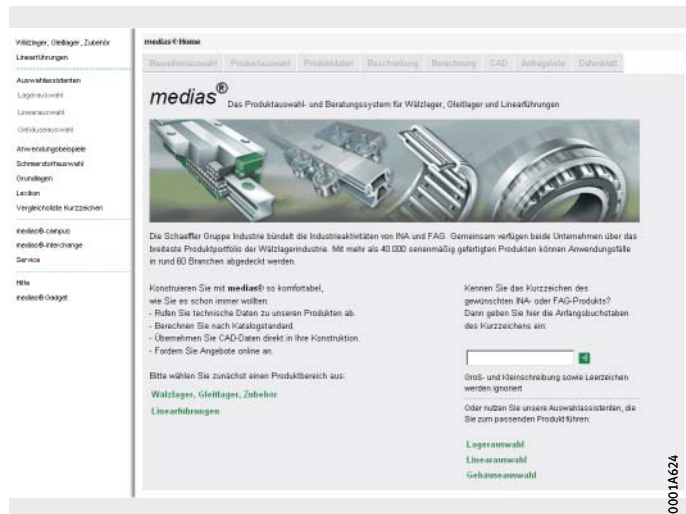 Wälzlager, Gleitlager, Zubehör
Linearführungen
Auswahlassistenten
Lagerauswahl
Linearauswahl
Gehäuseauswahl
Anwendungsbeispiele
Schmierstoffauswahl
Grundlagen
Lexikon
Vergleichsliste Kurzzeichen
medias®-campus
medias®-interchange
Service
Hilfe
medias® Gadget
medias® Home
Baureihenauswahl Produktauswahl Produktdaten Beschreibung Berechnung CAD Anfrageliste Datenblatt
medias® Das Produktauswahl- und Beratungssystem für Wälzlager, Gleitlager und Linearführungen
Die Schaeffler Gruppe Industrie bündelt die Industrieaktivitäten von INA und FAG. Gemeinsam verfügen beide Unternehmen über das
breiteste Produktportfolio der Wälzlagerindustrie. Mit mehr als 40.000 serienmäßig gefertigten Produkten können Anwendungsfälle
in rund 60 Branchen abgedeckt werden.
Konstruieren Sie mit medias® so komfortabel,
wie Sie es schon immer wollten:
- Rufen Sie technische Daten zu unseren Produkten ab.
- Berechnen Sie nach Katalogstandard.
- Übernehmen Sie CAD-Daten direkt in Ihre Konstruktion.
- Fordern Sie Angebote online an.
Bitte wählen Sie zunächst einen Produktbereich aus:
Wälzlager, Gleitlager, Zubehör
Linearführungen
Kennen Sie das Kurzzeichen des
gewünschten INA- oder FAG-Produkts?
Dann geben Sie hier die Anfangsbuchstaben
des Kurzzeichens ein:
Groß- und Kleinschreibung sowie Leerzeichen
werden ignoriert
Oder nutzen Sie unsere Auswahlassistenten, die
Sie zum passenden Produkt führen:
Lagerauswahl
Linearauswahl
Gehäuseauswahl
0001A624